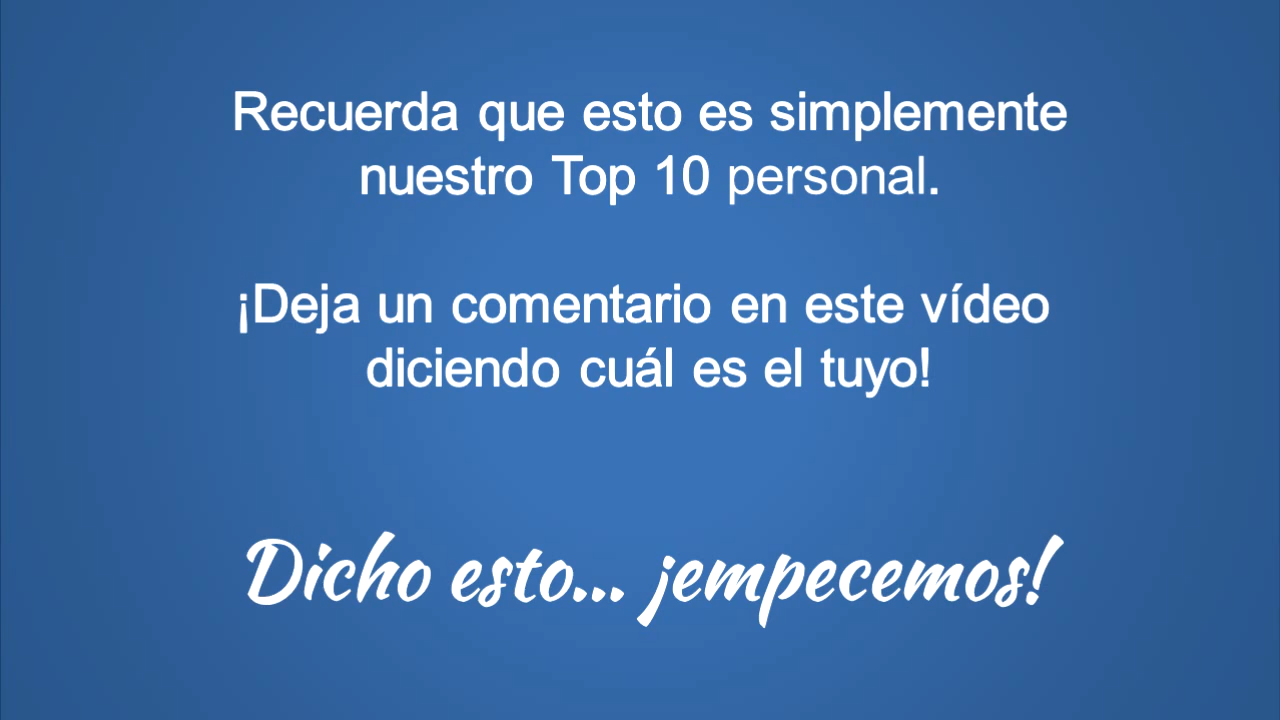 Recuerda que esto es simplemente
nuestro Top 10 personal.
¡Deja un comentario en este vídeo
diciendo cuál es el tuyo!
Dicho esto... ¡empecemos!